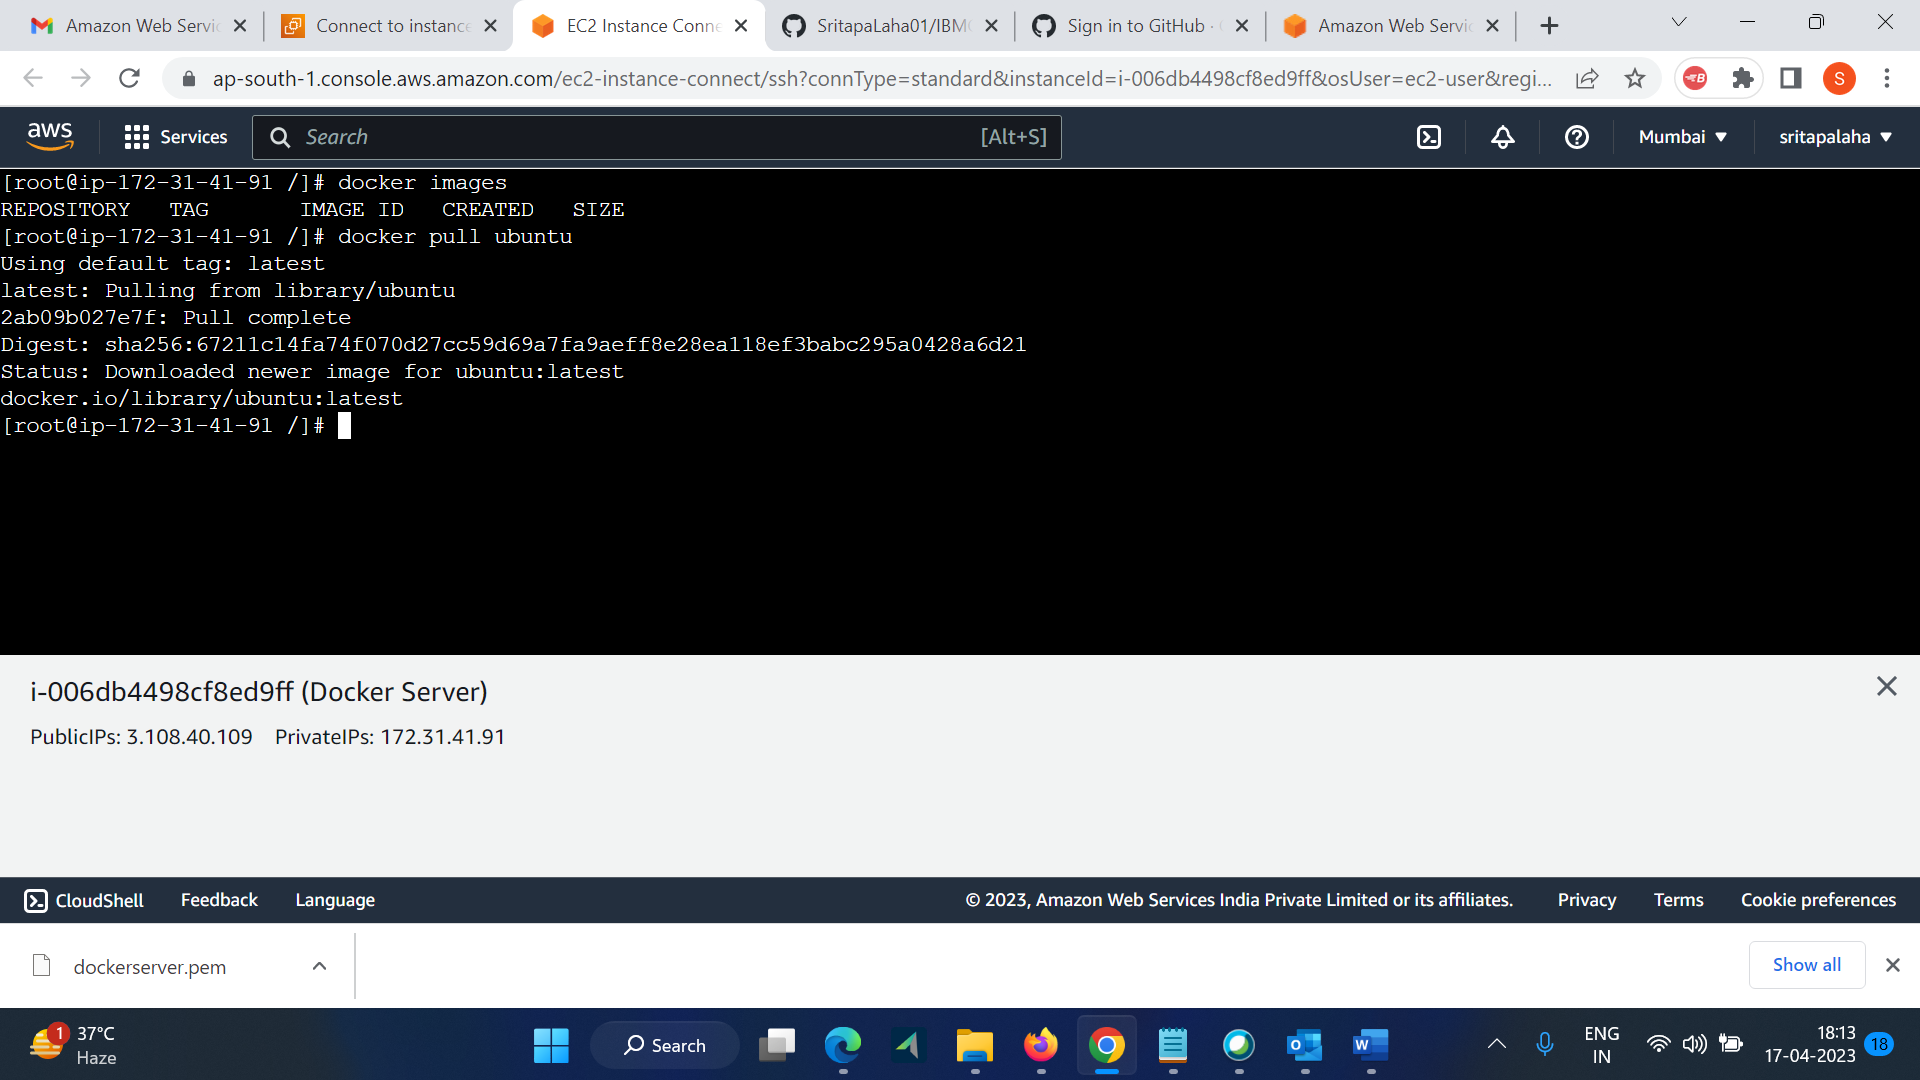 Amazon Web Servic
Connect to instance
EC2 Instance Conne
SritapaLaha01/IBMC
Sign in to GitHub ·
Amazon Web Servic
ap-south-1.console.aws.amazon.com/ec2-instance-connect/ssh?connType=standard&instanceId=i-006db4498cf8ed9ff&osUser=ec2-user&regi...
B
S
aws
Services
Search
[Alt+S]
Mumbai
sritapalaha
[root@ip-172-31-41-91 /]# docker images
REPOSITORY TAG IMAGE ID CREATED SIZE
[root@ip-172-31-41-91 /]# docker pull ubuntu
Using default tag: latest
latest: Pulling from library/ubuntu
2ab09b027e7f: Pull complete
Digest: sha256:67211c14fa74f070d27cc59d69a7fa9aeff8e28ea118ef3babc295a0428a6d21
Status: Downloaded newer image for ubuntu:latest
docker.io/library/ubuntu:latest
[root@ip-172-31-41-91 /]#
i-006db4498cf8ed9ff (Docker Server)
PublicIPs: 3.108.40.109 PrivateIPs: 172.31.41.91
CloudShell
Feedback
Language
© 2023, Amazon Web Services India Private Limited or its affiliates.
Privacy
Terms
Cookie preferences
dockerserver.pem
Show all
1
37°C
Haze
Search
ENG
IN
18:13
17-04-2023
18